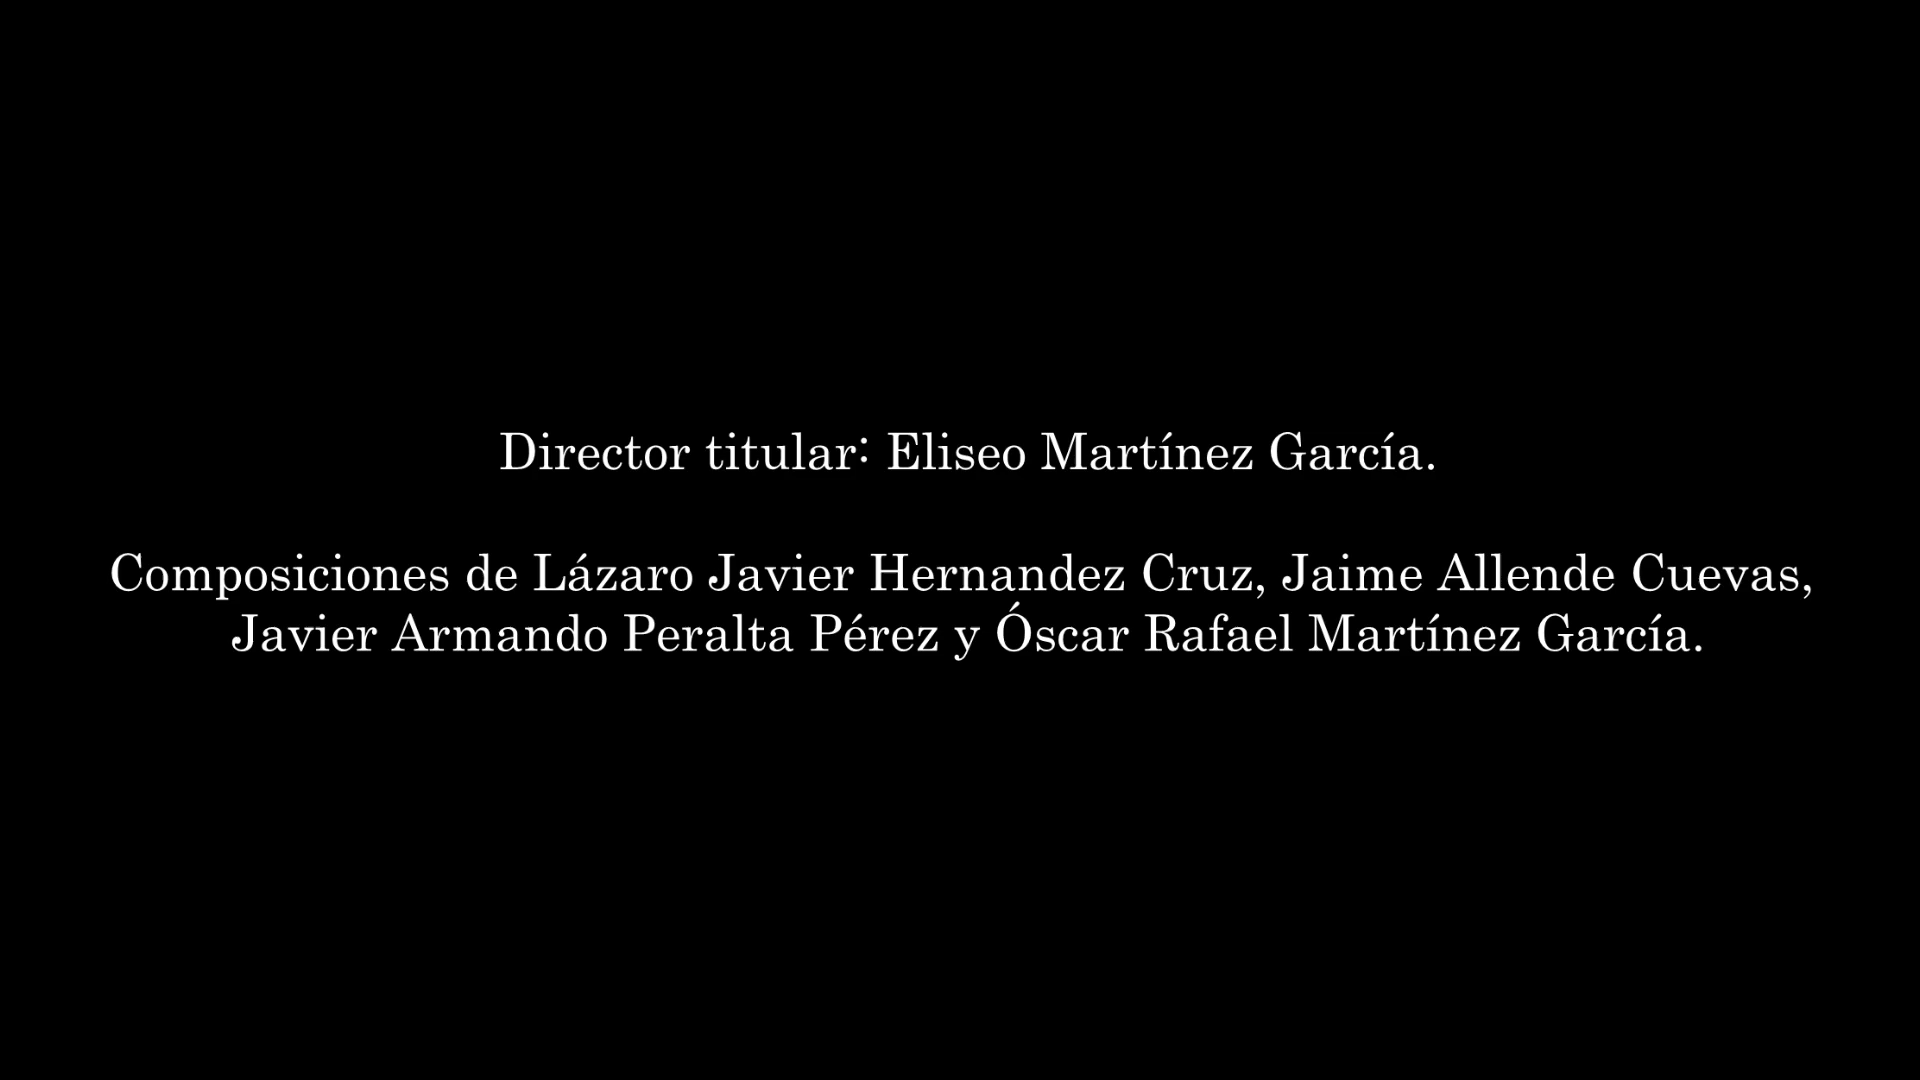 Director titular: Eliseo Martínez García.
Composiciones de Lázaro Javier Hernandez Cruz, Jaime Allende Cuevas,
Javier Armando Peralta Pérez y Óscar Rafael Martínez García.